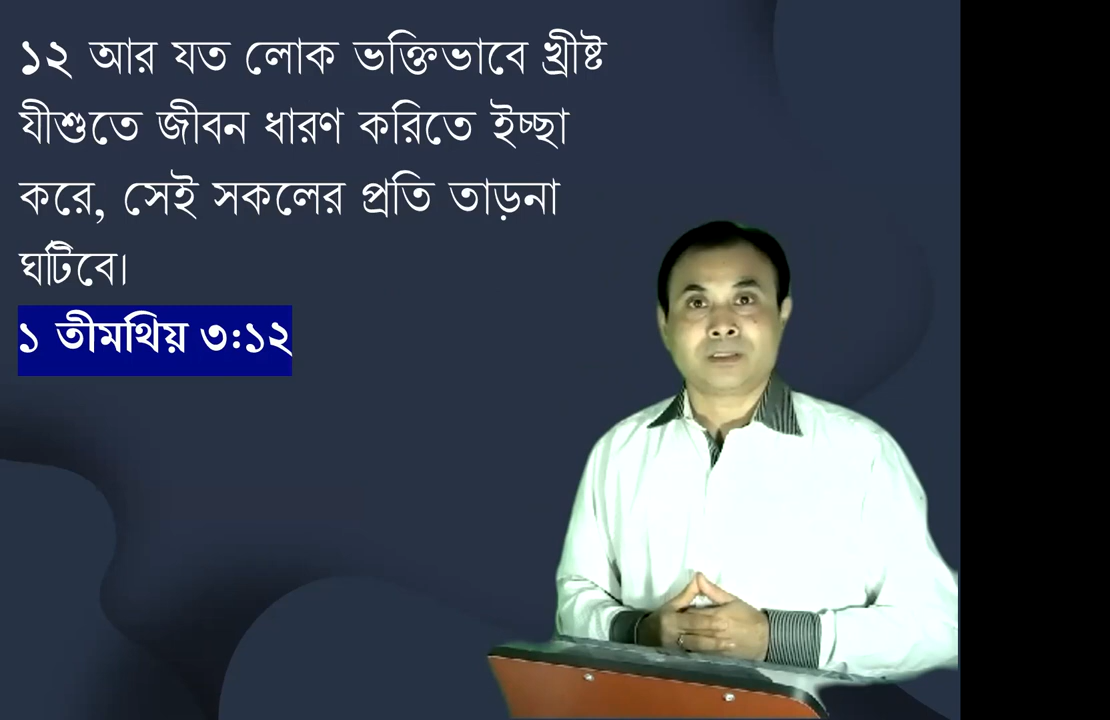 ১২ আর যত লোক ভক্তিভাবে খ্রীষ্ট
যীশুতে জীবন ধারণ করিতে ইচ্ছা
করে, সেই সকলের প্রতি তাড়না
ঘটিবে।
১ তীমথিয় ৩:১২